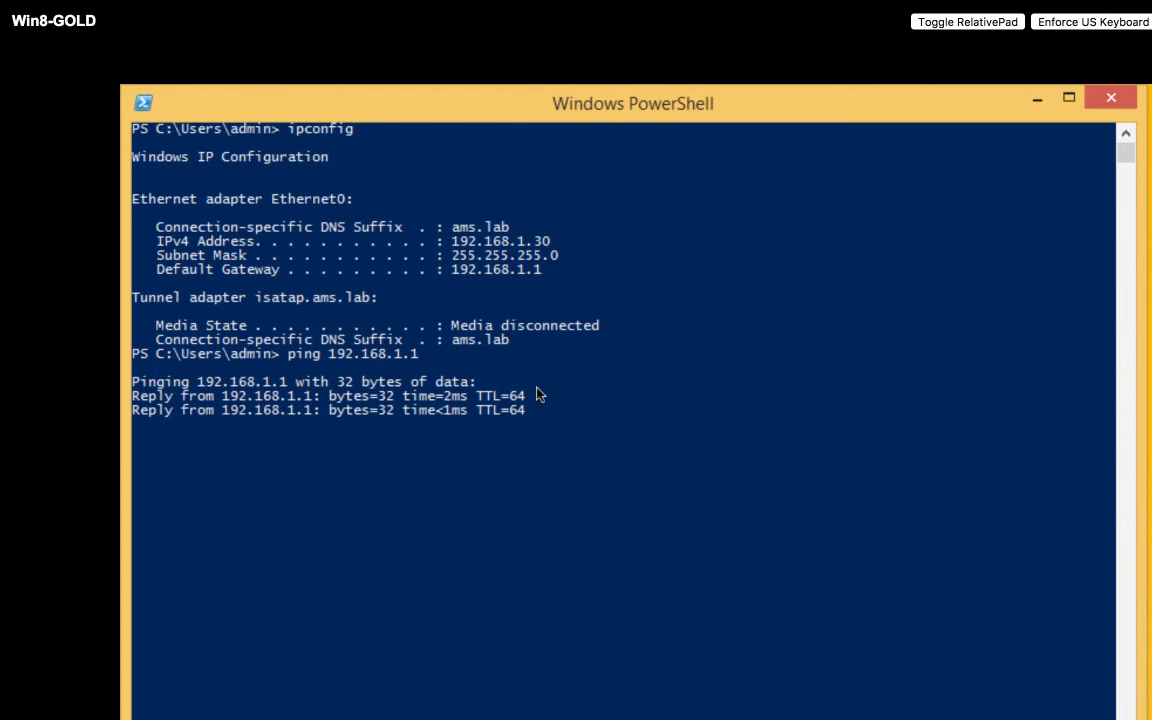 Win8-GOLD
Toggle RelativePad
Enforce US Keyboard
Windows PowerShell
PS C:\Users\admin> ipconfig
Windows IP Configuration
Ethernet adapter Ethernet0:
Connection-specific DNS Suffix . : ams.lab
IPv4 Address. . . . . . . . . . . : 192.168.1.30
Subnet Mask . . . . . . . . . . . : 255.255.255.0
Default Gateway . . . . . . . . . : 192.168.1.1
Tunnel adapter isatap.ams.lab:
Media State . . . . . . . . . . . : Media disconnected
Connection-specific DNS Suffix . : ams.lab
PS C:\Users\admin> ping 192.168.1.1
Pinging 192.168.1.1 with 32 bytes of data:
Reply from 192.168.1.1: bytes=32 time=2ms TTL=64
Reply from 192.168.1.1: bytes=32 time<1ms TTL=64